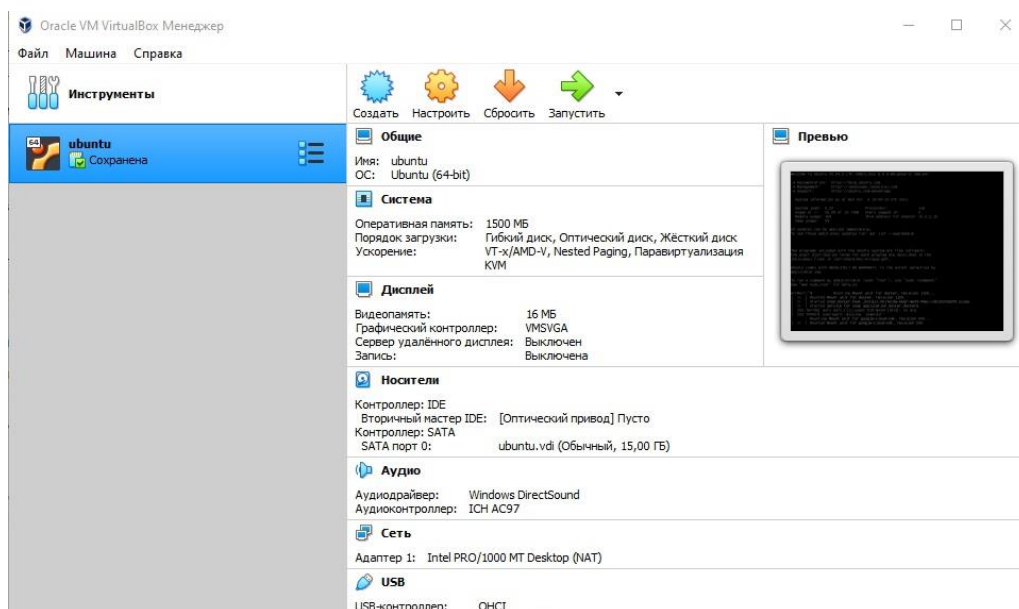 Oracle VM VirtualBox Менеджер
Файл Машина Справка
Инструменты
Создать Настроить Сбросить Запустить
64
ubuntu
Сохранена
Общие
Имя: ubuntu
ОС: Ubuntu (64-bit)
Система
Оперативная память: 1500 МБ
Порядок загрузки: Гибкий диск, Оптический диск, Жёсткий диск
Ускорение: VT-x/AMD-V, Nested Paging, Паравиртуализация
KVM
Дисплей
Видеопамять: 16 МБ
Графический контроллер: VMSVGA
Сервер удалённого дисплея: Выключен
Запись: Выключена
Носители
Контроллер: IDE
Вторичный мастер IDE: [Оптический привод] Пусто
Контроллер: SATA
SATA порт 0: ubuntu.vdi (Обычный, 15,00 ГБ)
Аудио
Аудиодрайвер: Windows DirectSound
Аудиоконтроллер: ICH AC97
Сеть
Адаптер 1: Intel PRO/1000 MT Desktop (NAT)
USB
USB-контроллер: OHCI
Превью